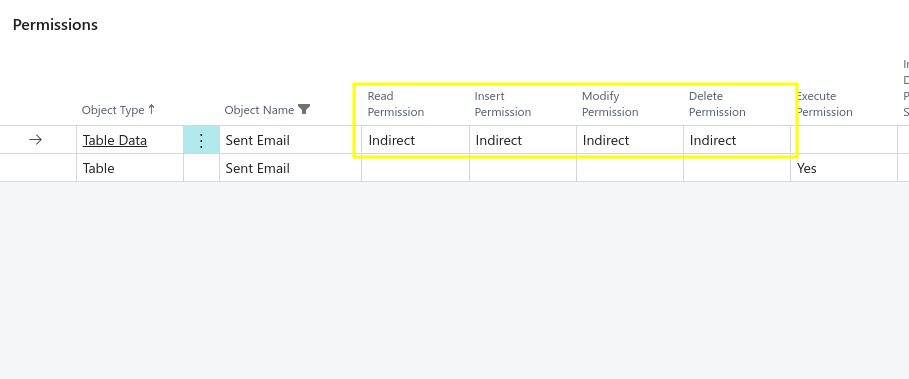 Permissions
Object Type ↑ Object Name Read Permission Insert Permission Modify Permission Delete Permission Execute Permission
→ Table Data ⋮ Sent Email Indirect Indirect Indirect Indirect
Table Sent Email Yes